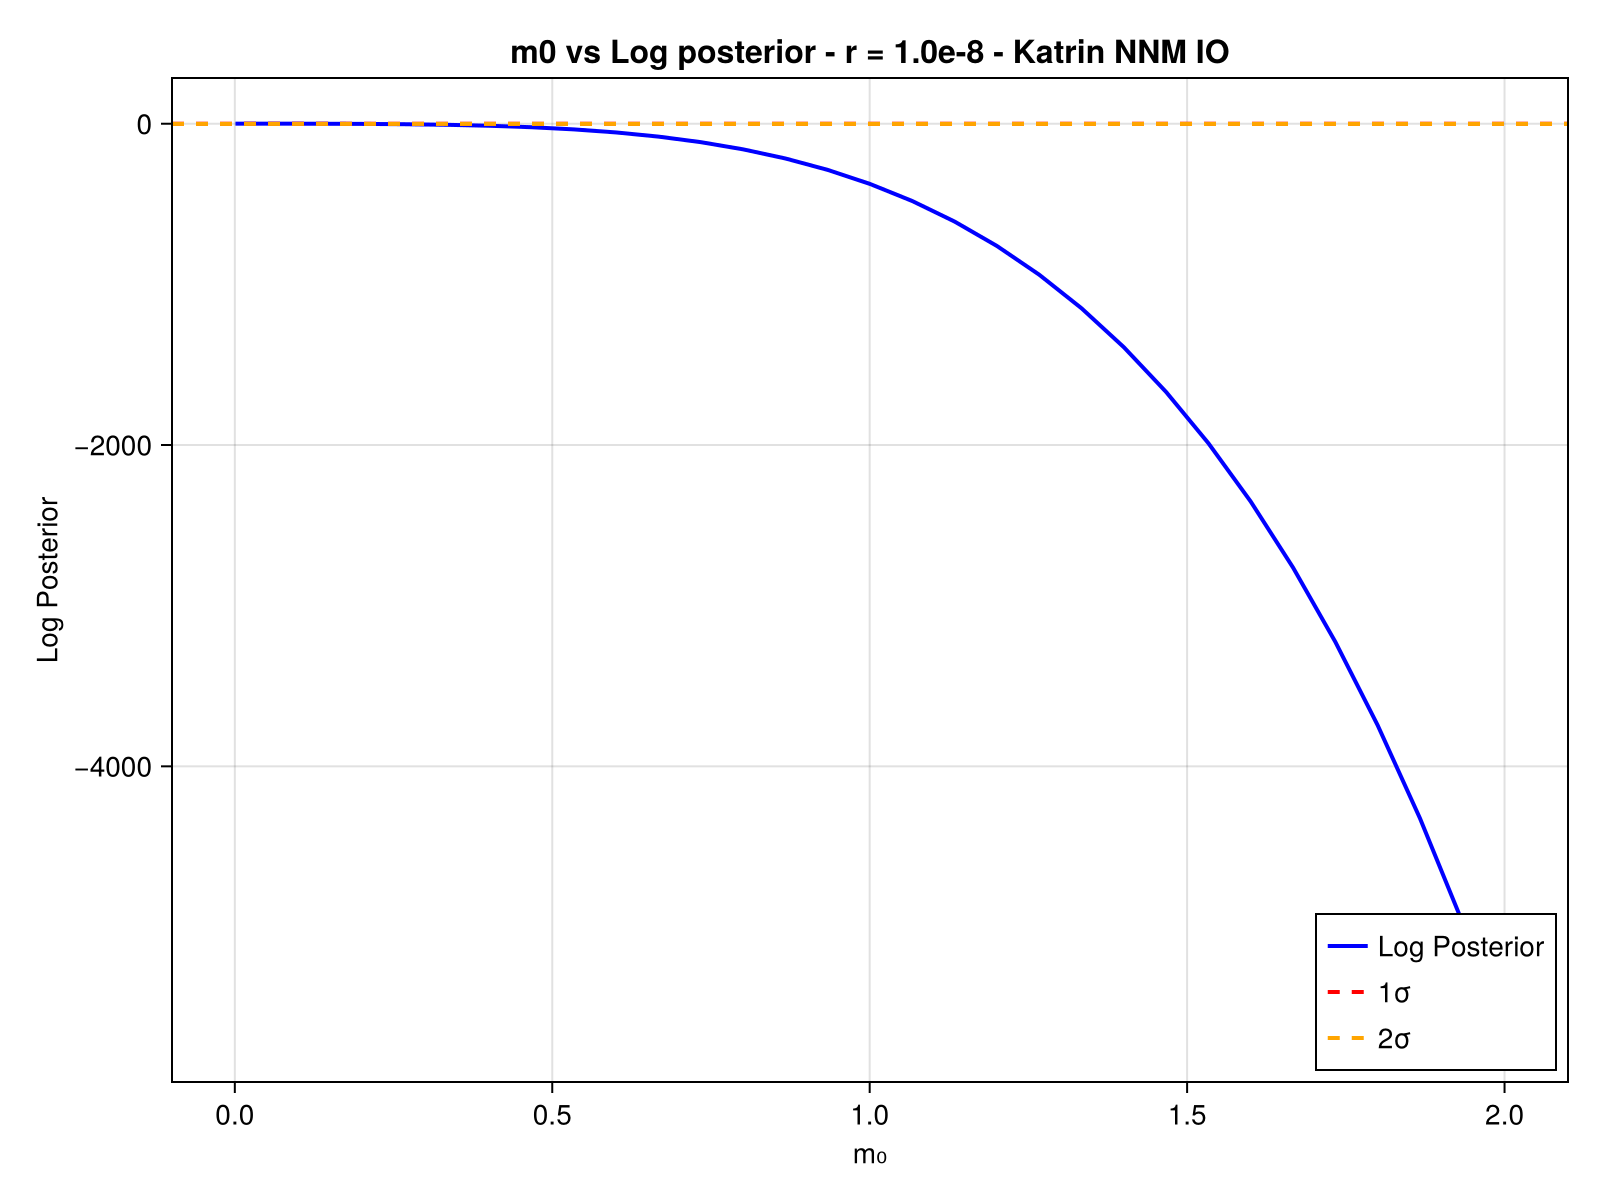 m0 vs Log posterior - r = 1.0e-8 - Katrin NNM IO
0
−2000
−4000
Log Posterior
Log Posterior
1σ
2σ
0.0 0.5 1.0 1.5 2.0
m₀